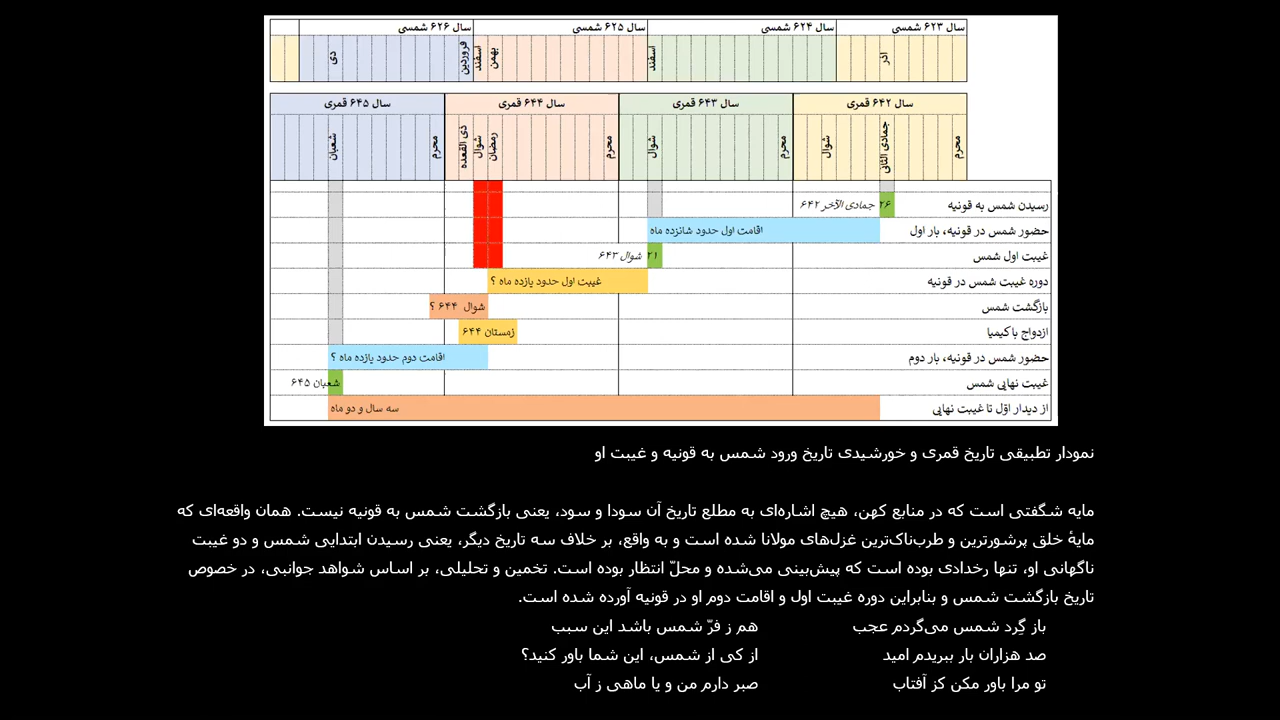 سال ۶۲۳ شمسی سال ۶۲۴ شمسی سال ۶۲۵ شمسی سال ۶۲۶ شمسی
اذر اسفند بهمن اسفند فروردین دی
سال ۶۴۲ قمری سال ۶۴۳ قمری سال ۶۴۴ قمری سال ۶۴۵ قمری
محرم جمادی الثانی شوال محرم شوال محرم رمضان شوال ذی القعده محرم شعبان
رسیدن شمس به قونیه ۲۶ جمادی الآخر ۶۴۲
حضور شمس در قونیه، بار اول اقامت اول حدود شانزده ماه
غیبت اول شمس ۲۱ شوال ۶۴۳
دوره غیبت شمس در قونیه غیبت اول حدود یازده ماه ؟
بازگشت شمس شوال ۶۴۴ ؟
ازدواج با کیمیا زمستان ۶۴۴
حضور شمس در قونیه، بار دوم اقامت دوم حدود یازده ماه ؟
غیبت نهایی شمس شعبان ۶۴۵
از دیدار اوّل تا غیبت نهایی سه سال و دو ماه
نمودار تطبیقی تاریخ قمری و خورشیدی تاریخ ورود شمس به قونیه و غیبت او
مایه شگفتی است که در منابع کهن، هیچ اشاره‌ای به مطلع تاریخ آن سودا و سود، یعنی بازگشت شمس به قونیه نیست. همان واقعه‌ای که
مایهٔ خلق پرشورترین و طرب‌ناک‌ترین غزل‌های مولانا شده است و به واقع، بر خلاف سه تاریخ دیگر، یعنی رسیدن ابتدایی شمس و دو غیبت
ناگهانی او، تنها رخدادی بوده است که پیش‌بینی می‌شده و محلّ انتظار بوده است. تخمین و تحلیلی، بر اساس شواهد جوانبی، در خصوص
تاریخ بازگشت شمس و بنابراین دوره غیبت اول و اقامت دوم او در قونیه آورده شده است.
باز گِرد شمس می‌گردم عجب هم ز فرّ شمس باشد این سبب
صد هزاران بار ببریدم امید از کی از شمس، این شما باور کنید؟
تو مرا باور مکن کز آفتاب صبر دارم من و یا ماهی ز آب